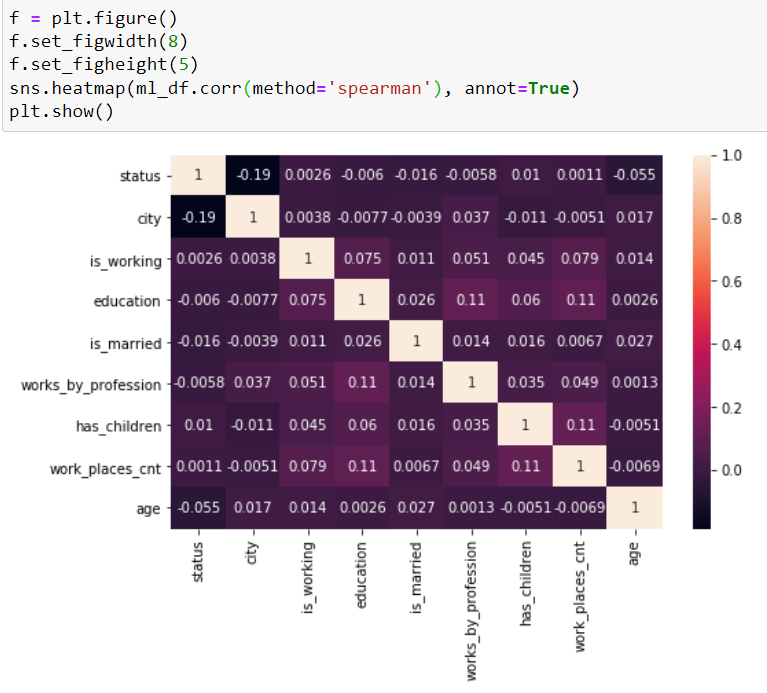 f = plt.figure()
f.set_figwidth(8)
f.set_figheight(5)
sns.heatmap(ml_df.corr(method='spearman'), annot=True)
plt.show()
status 1 -0.19 0.0026 -0.006 -0.016 -0.0058 0.01 0.0011 -0.055
city -0.19 1 0.0038 -0.0077 -0.0039 0.037 -0.011 -0.0051 0.017
is_working 0.0026 0.0038 1 0.075 0.011 0.051 0.045 0.079 0.014
education -0.006 -0.0077 0.075 1 0.026 0.11 0.06 0.11 0.0026
is_married -0.016 -0.0039 0.011 0.026 1 0.014 0.016 0.0067 0.027
works_by_profession -0.0058 0.037 0.051 0.11 0.014 1 0.035 0.049 0.0013
has_children 0.01 -0.011 0.045 0.06 0.016 0.035 1 0.11 -0.0051
work_places_cnt 0.0011 -0.0051 0.079 0.11 0.0067 0.049 0.11 1 -0.0069
age -0.055 0.017 0.014 0.0026 0.027 0.0013 -0.0051 -0.0069 1
status
city
is_working
education
is_married
works_by_profession
has_children
work_places_cnt
age
1.0
0.8
0.6
0.4
0.2
0.0